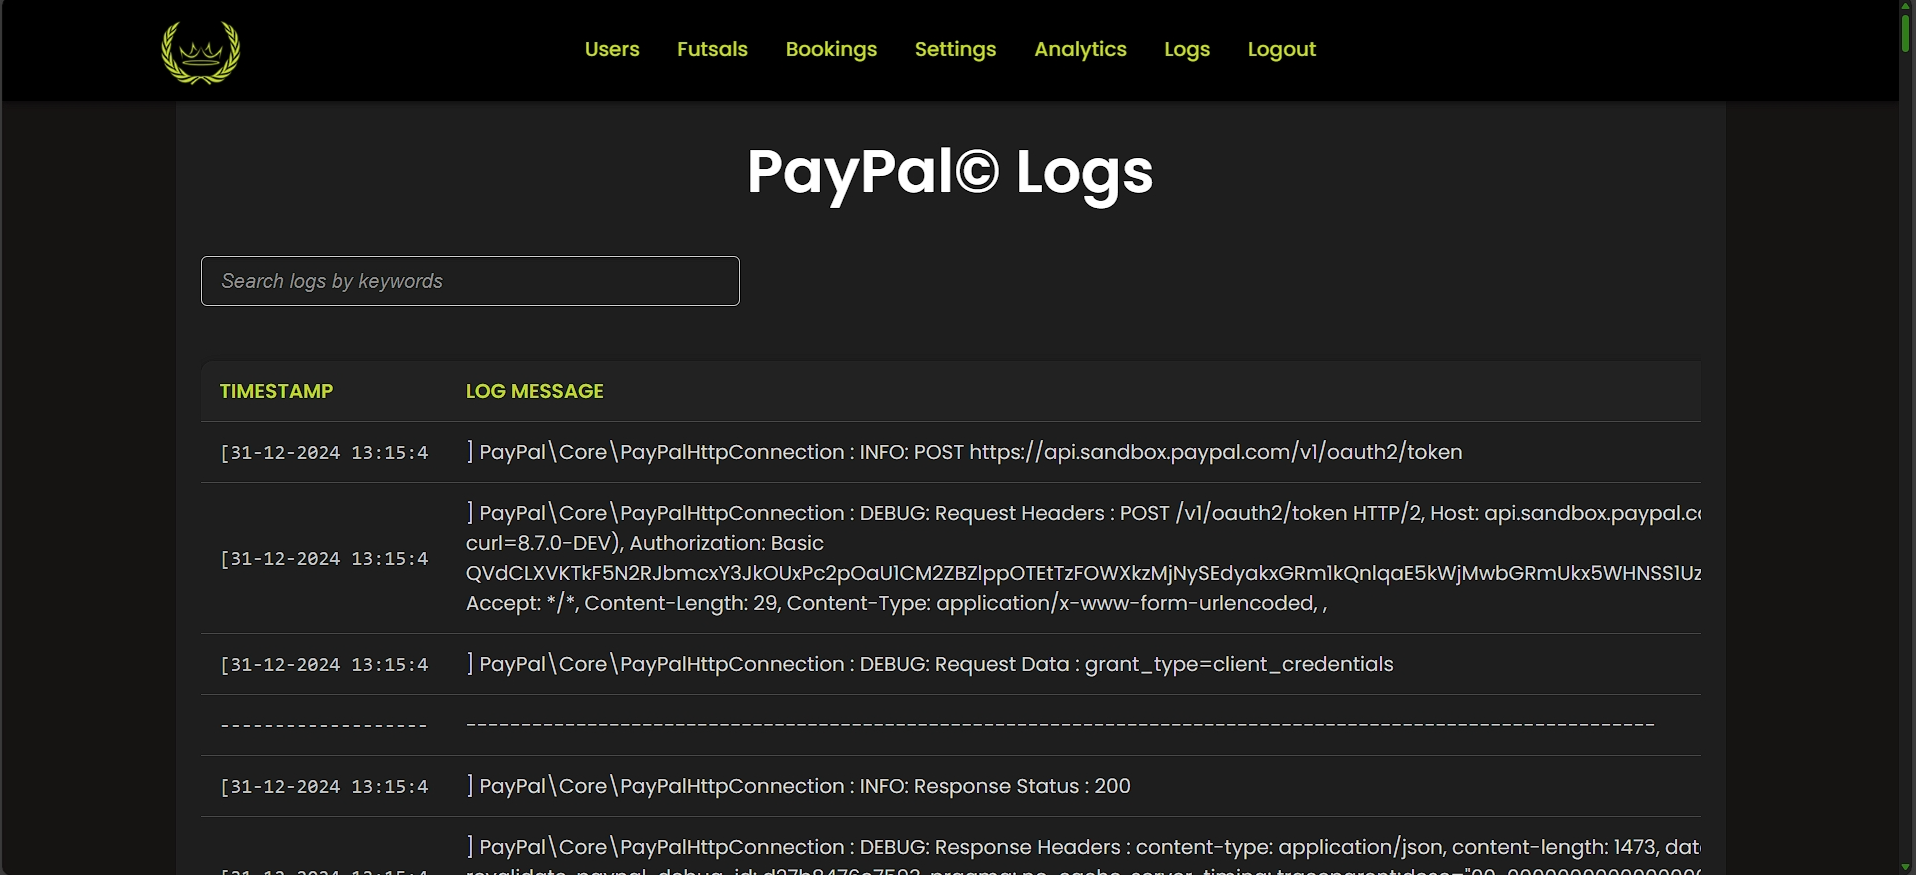 Users Futsals Bookings Settings Analytics Logs Logout
PayPal© Logs
Search logs by keywords
TIMESTAMP LOG MESSAGE
[31-12-2024 13:15:4 ] PayPal\Core\PayPalHttpConnection : INFO: POST https://api.sandbox.paypal.com/v1/oauth2/token
] PayPal\Core\PayPalHttpConnection : DEBUG: Request Headers : POST /v1/oauth2/token HTTP/2, Host: api.sandbox.paypal.c
curl=8.7.0-DEV), Authorization: Basic
[31-12-2024 13:15:4
Accept: */*, Content-Length: 29, Content-Type: application/x-www-form-urlencoded, ,
[31-12-2024 13:15:4 ] PayPal\Core\PayPalHttpConnection : DEBUG: Request Data : grant_type=client_credentials
------------------- ------------------------------------------------------------------------------------------------------------
[31-12-2024 13:15:4 ] PayPal\Core\PayPalHttpConnection : INFO: Response Status : 200
] PayPal\Core\PayPalHttpConnection : DEBUG: Response Headers : content-type: application/json, content-length: 1473, dat